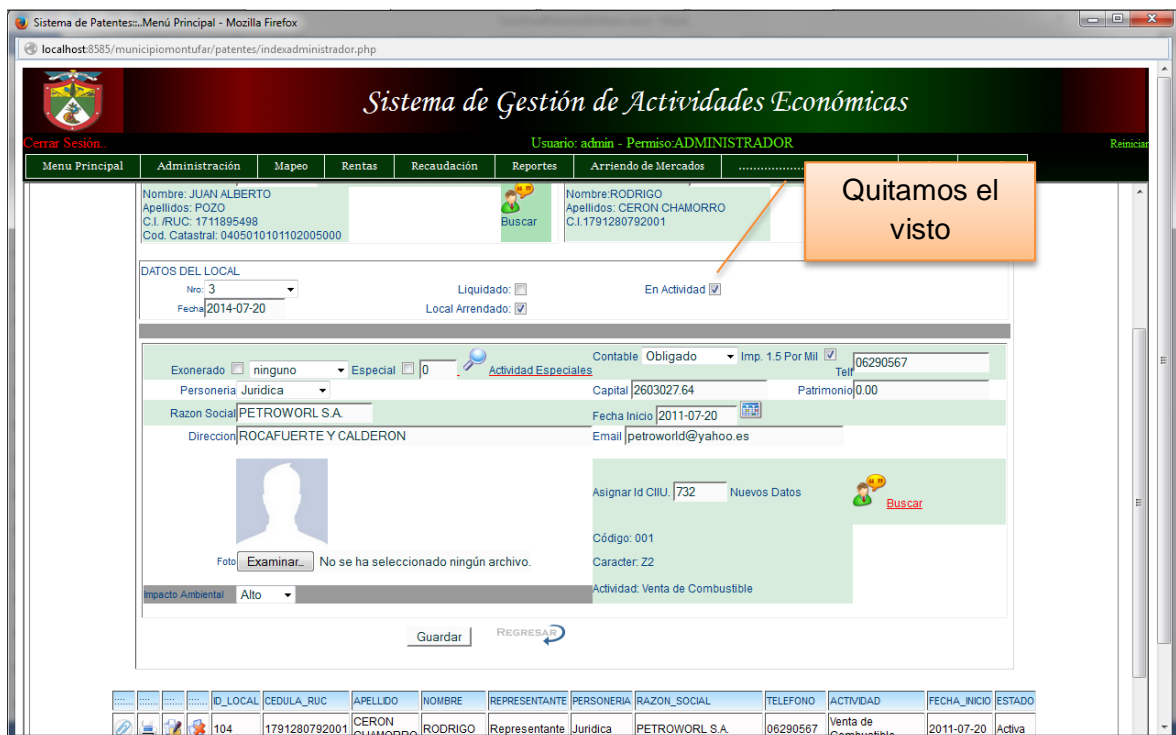 Sistema de Patentes::..Menú Principal - Mozilla Firefox
localhost:8585/municipiomontufar/patentes/indexadministrador.php
Sistema de Gestión de Actividades Económicas
Cerrar Sesión..
Usuario: admin - Permiso:ADMINISTRADOR
Reiniciar
Menu Principal Administración Mapeo Rentas Recaudación Reportes Arriendo de Mercados
Quitamos el
visto
Nombre: JUAN ALBERTO
Apellidos: POZO
C.I. /RUC: 1711895498
Cod. Catastral: 0405010101102005000
Buscar
Nombre:RODRIGO
Apellidos: CERON CHAMORRO
C.I.1791280792001
DATOS DEL LOCAL
Nro: 3 Liquidado: En Actividad
Fecha 2014-07-20 Local Arrendado:
Exonerado ninguno Especial 0 Actividad Especiales Contable Obligado Imp. 1.5 Por Mil Telf 06290567
Personeria Juridica Capital 2603027.64 Patrimonio 0.00
Razon Social PETROWORL S.A. Fecha Inicio 2011-07-20
Direccion ROCAFUERTE Y CALDERON Email petroworld@yahoo.es
Asignar Id CIIU. 732 Nuevos Datos Buscar
Código: 001
Foto Examinar... No se ha seleccionado ningún archivo. Caracter: Z2
Impacto Ambiental Alto Actividad: Venta de Combustible
Guardar REGRESAR
ID_LOCAL CEDULA_RUC APELLIDO NOMBRE REPRESENTANTE PERSONERIA RAZON_SOCIAL TELEFONO ACTIVIDAD FECHA_INICIO ESTADO
104 1791280792001 CERON CHAMORRO RODRIGO Representante Juridica PETROWORL S.A. 06290567 Venta de Combustible 2011-07-20 Activa